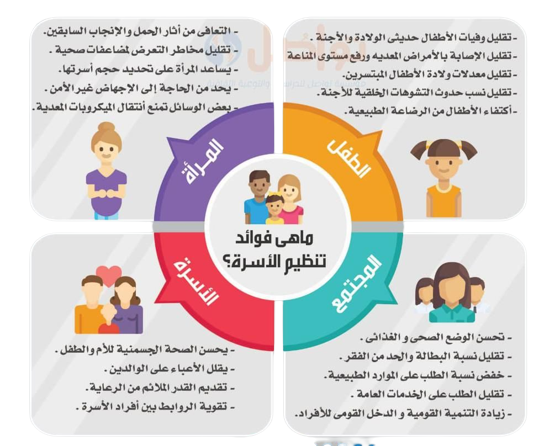 - تقليل وفيات الأطفال حديثى الولادة والأجنة .
- تقليل الإصابة بالأمراض المعديه ورفع مستوى المناعة
- تقليل معدلات ولادة الأطفال المبتسرين.
- تقليل نسب حدوث التشوهات الخلقية للأجنة.
- أكتفاء الأطفال من الرضاعة الطبيعية.
الطفل
- التعافى من أثار الحمل والإنجاب السابقين.
- تقليل مخاطر التعرض لمضاعفات صحية .
- يساعد المرأة على تحديد حجم أسرتها.
- يحد من الحاجة إلى الإجهاض غير الأمن.
- بعض الوسائل تمنع أنتقال الميكروبات المعدية.
المرأة
ماهى فوائد
تنظيم الأسرة؟
المجتمع
- تحسن الوضع الصحى و الغذائى .
- تقليل نسبة البطالة والحد من الفقر .
- خفض نسبة الطلب على الموارد الطبيعية.
- تقليل الطلب على الخدمات العامة .
- زيادة التنمية القومية و الدخل القومى للأفراد.
الأسرة
- يحسن الصحة الجسمنية للأم والطفل .
- يقلل الأعباء على الوالدين .
- تقديم القدر الملائم من الرعاية.
- تقوية الروابط بين أفراد الأسرة .